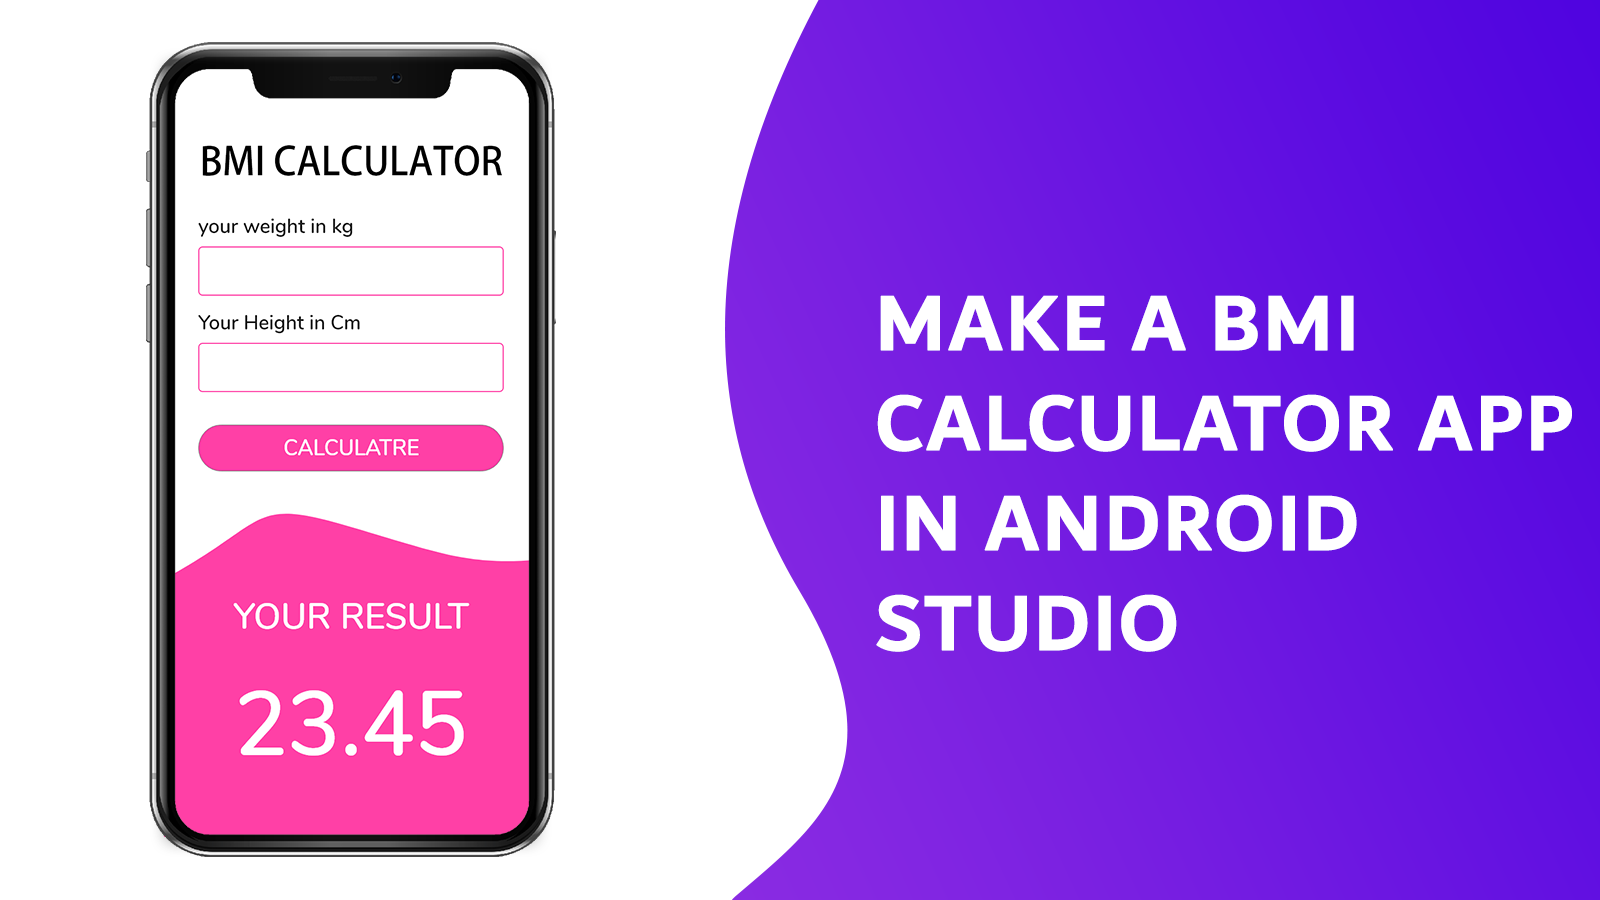 BMI CALCULATOR
your weight in kg
Your Height in Cm
CALCULATRE
YOUR RESULT
23.45
MAKE A BMI
CALCULATOR APP
IN ANDROID
STUDIO